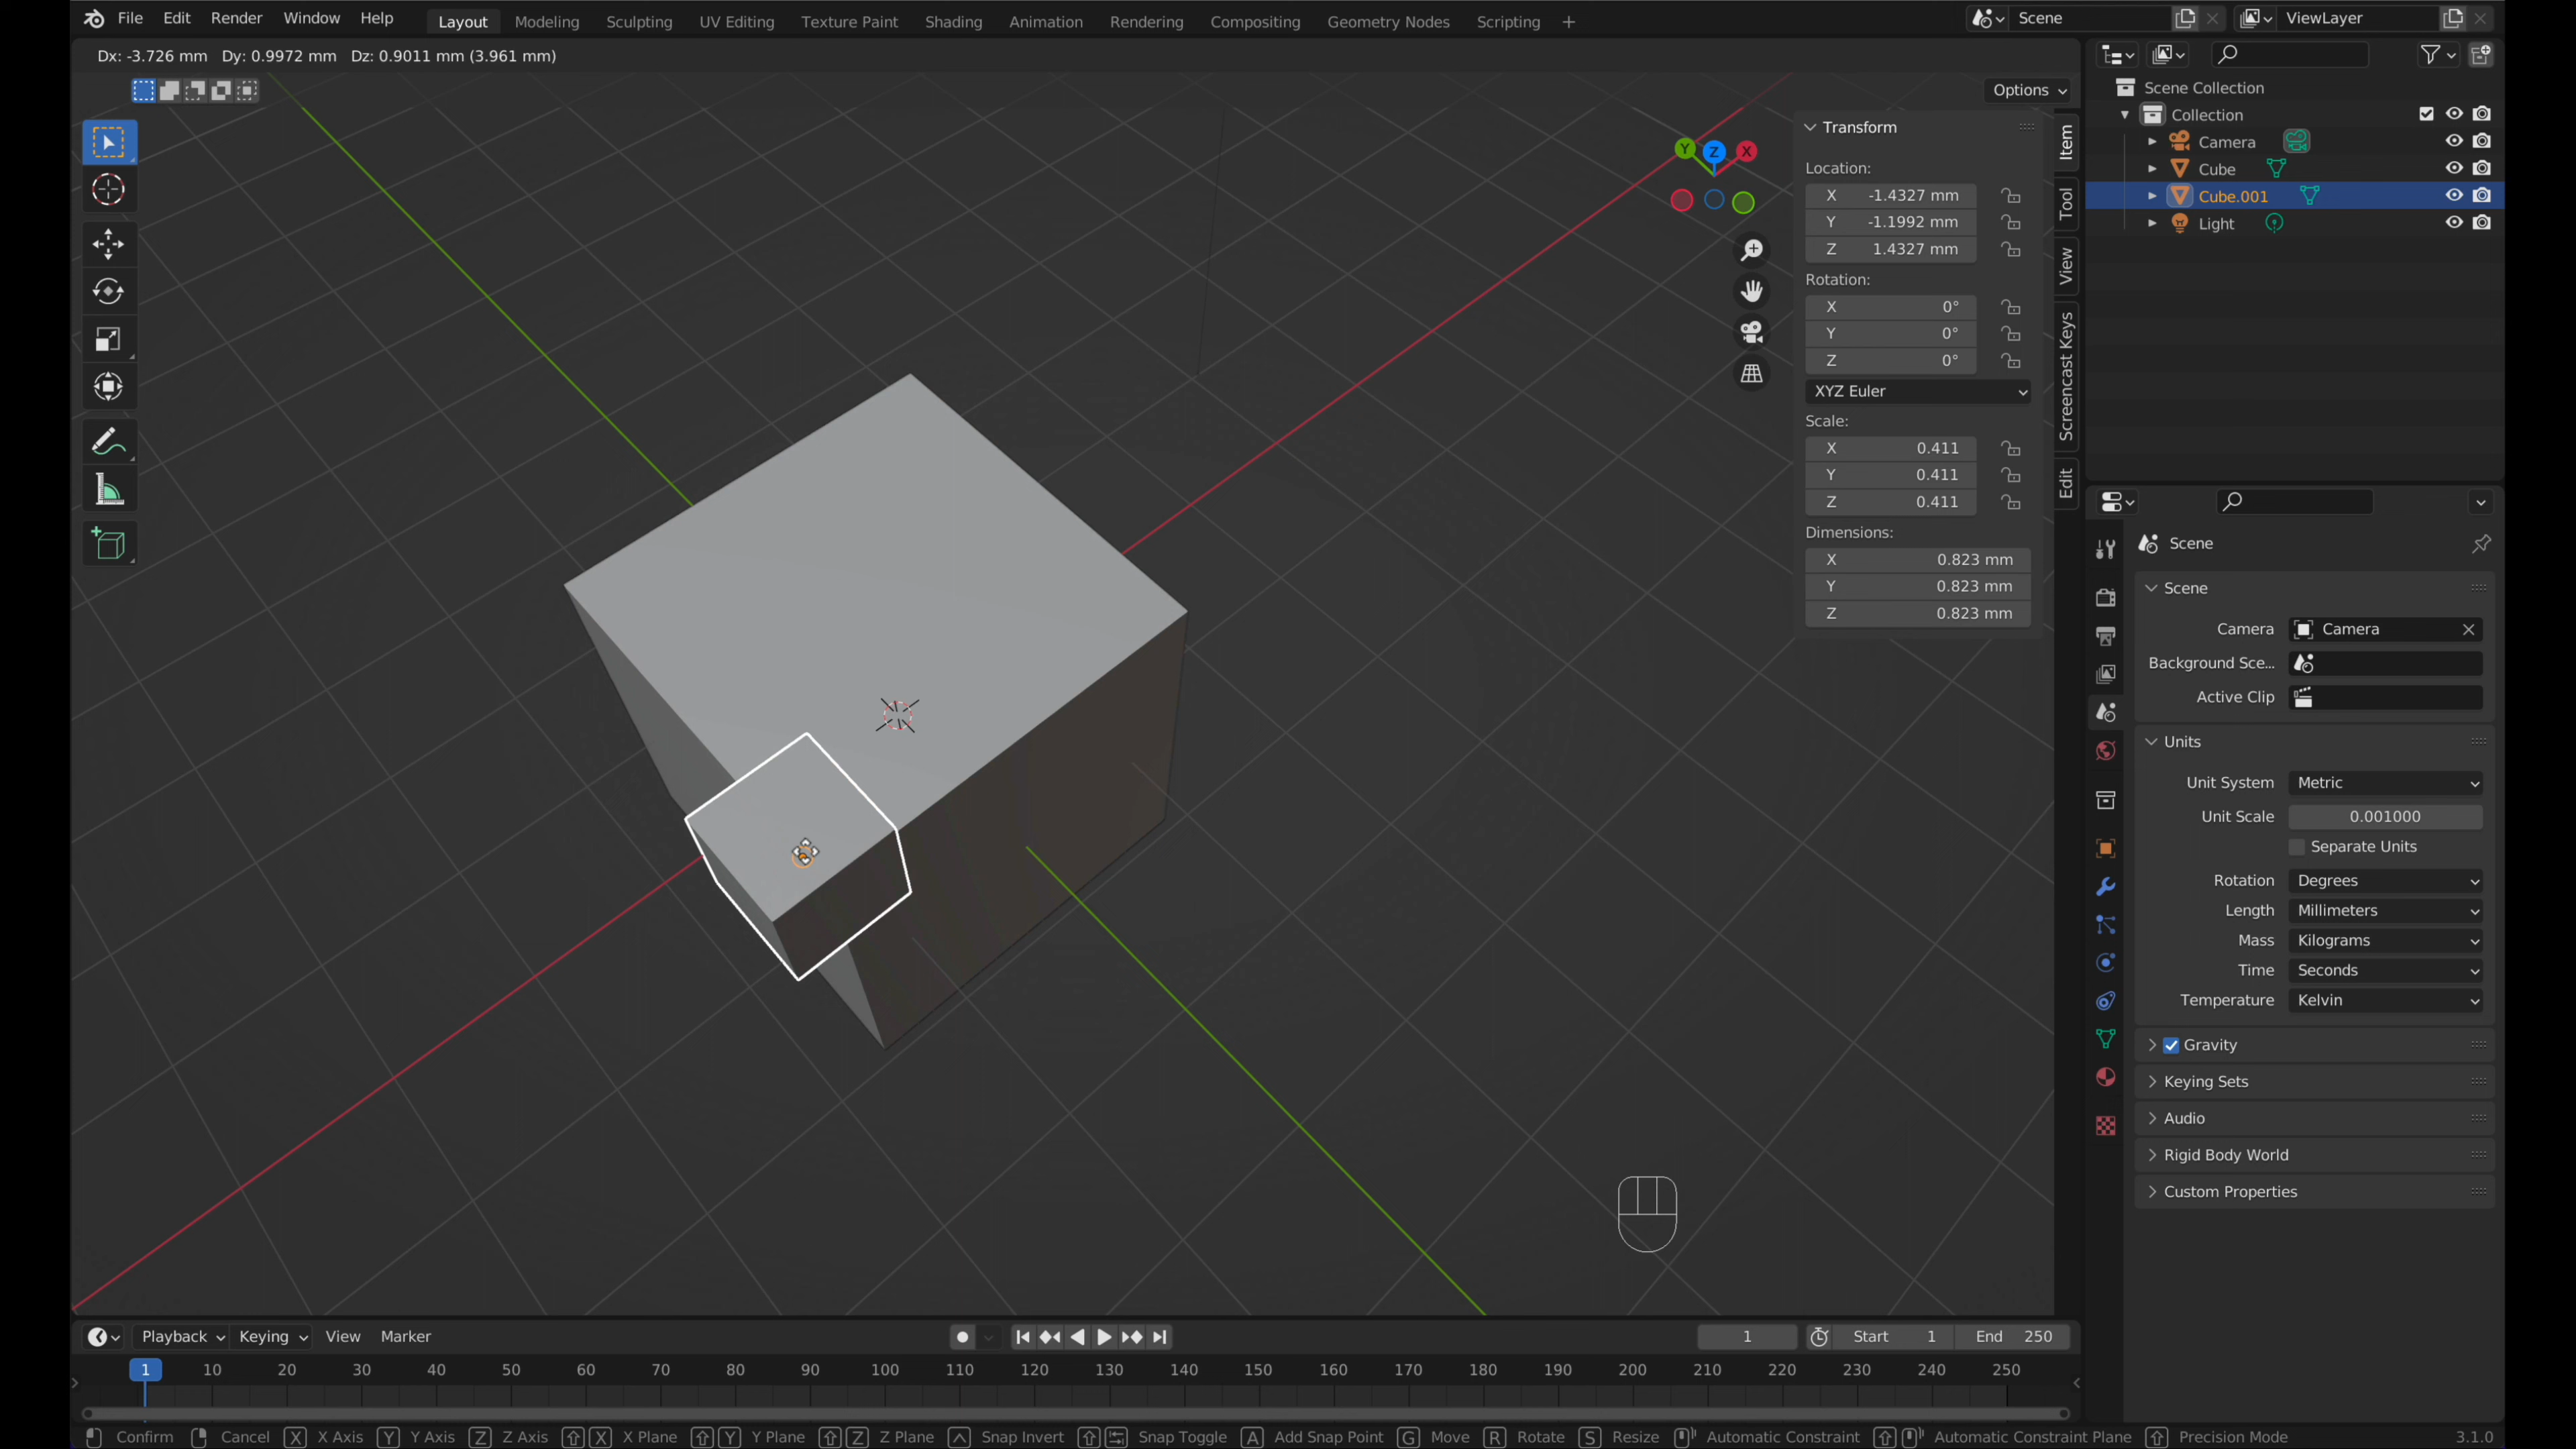 File Edit Render Window Help Layout Modeling Sculpting UV Editing Texture Paint Shading Animation Rendering Compositing Geometry Nodes Scripting + Scene ViewLayer
Dx: -3.726 mm Dy: 0.9972 mm Dz: 0.9011 mm (3.961 mm)
Options
Y Z X
Transform
Location:
X -1.4327 mm
Y -1.1992 mm
Z 1.4327 mm
Rotation:
X 0°
Y 0°
Z 0°
XYZ Euler
Scale:
X 0.411
Y 0.411
Z 0.411
Dimensions:
X 0.823 mm
Y 0.823 mm
Z 0.823 mm
Item
Tool
View
Screencast Keys
Edit
Scene Collection
Collection
Camera
Cube
Cube.001
Light
Scene
Scene
Camera Camera
Background Sce...
Active Clip
Units
Unit System Metric
Unit Scale 0.001000
Separate Units
Rotation Degrees
Length Millimeters
Mass Kilograms
Time Seconds
Temperature Kelvin
Gravity
Keying Sets
Audio
Rigid Body World
Custom Properties
Playback Keying View Marker 1 Start 1 End 250
1 10 20 30 40 50 60 70 80 90 100 110 120 130 140 150 160 170 180 190 200 210 220 230 240 250
Confirm Cancel X X Axis Y Y Axis Z Z Axis X X Plane Y Y Plane Z Z Plane Snap Invert Snap Toggle A Add Snap Point G Move R Rotate S Resize Automatic Constraint Automatic Constraint Plane Precision Mode 3.1.0